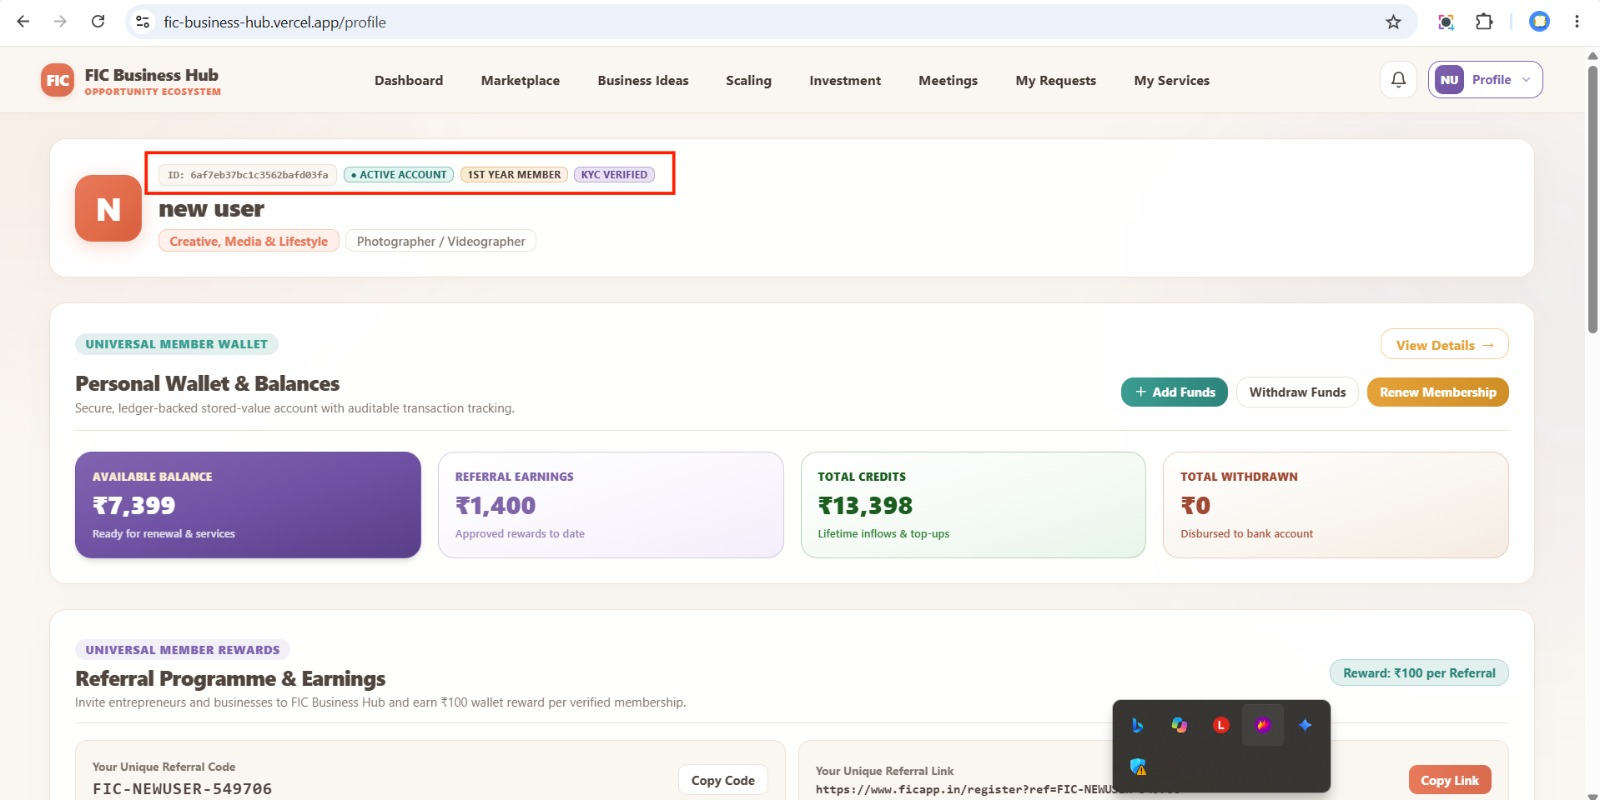 fic-business-hub.vercel.app/profile
FIC
FIC Business Hub
OPPORTUNITY ECOSYSTEM
Dashboard
Marketplace
Business Ideas
Scaling
Investment
Meetings
My Requests
My Services
NU
Profile
ID: 6af7eb37bc1c3562bafd03fa
• ACTIVE ACCOUNT
1ST YEAR MEMBER
KYC VERIFIED
N
new user
Creative, Media & Lifestyle
Photographer / Videographer
UNIVERSAL MEMBER WALLET
View Details →
Personal Wallet & Balances
Secure, ledger-backed stored-value account with auditable transaction tracking.
+ Add Funds
Withdraw Funds
Renew Membership
AVAILABLE BALANCE
₹7,399
Ready for renewal & services
REFERRAL EARNINGS
₹1,400
Approved rewards to date
TOTAL CREDITS
₹13,398
Lifetime inflows & top-ups
TOTAL WITHDRAWN
₹0
Disbursed to bank account
UNIVERSAL MEMBER REWARDS
Referral Programme & Earnings
Invite entrepreneurs and businesses to FIC Business Hub and earn ₹100 wallet reward per verified membership.
Reward: ₹100 per Referral
Your Unique Referral Code
FIC-NEWUSER-549706
Copy Code
Your Unique Referral Link
https://www.ficapp.in/register?ref=FIC-NEWUS
Copy Link
L